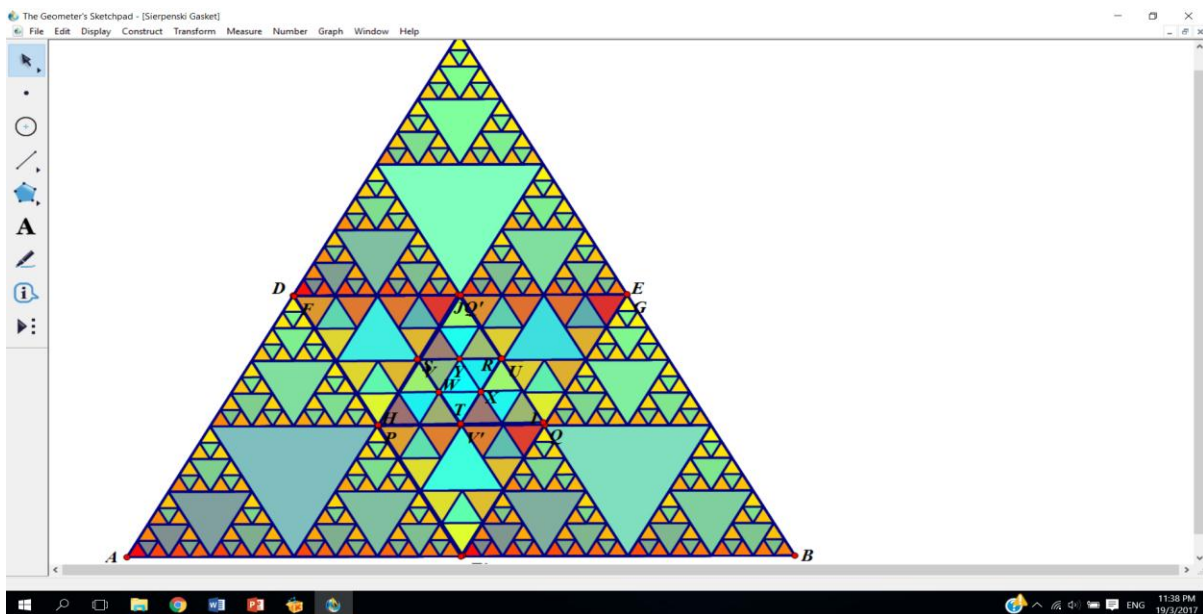 The Geometer's Sketchpad - [Sierpenski Gasket]
File Edit Display Construct Transform Measure Number Graph Window Help
A
D E
F J Q' G
S V Y R U
W X
H T I
P V' Q
A B
ENG
11:38 PM
19/3/2017